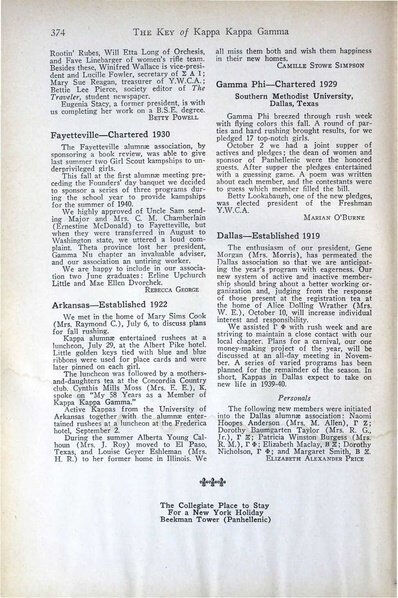 374 The Key of Kappa Kappa Gamma
Rootin' Rubes, Will Etta Long of Orchesis,
and Fave Linebarger of women's rifle team.
Besides these, Winifred Wallace is vice-presi-
dent and Lucille Fowler, secretary of Σ Α Ι;
Mary Sue Reagan, treasurer of Y.W.C.A.;
Bettie Lee Pierce, society editor of The
Traveler, student newspaper.
Eugenia Stacy, a former president, is with
us completing her work on a B.S.E. degree.
Betty Powell
Fayetteville—Chartered 1930
The Fayetteville alumnæ association, by
sponsoring a book review, was able to give
last summer two Girl Scout kampships to un-
derprivileged girls.
This fall at the first alumnæ meeting pre-
ceding the Founders' day banquet we decided
to sponsor a series of three programs dur-
ing the school year to provide kampships
for the summer of 1940.
We highly approved of Uncle Sam send-
ing Major and Mrs. C. M. Chamberlain
(Ernestine McDonald) to Fayetteville, but
when they were transferred in August to
Washington state, we uttered a loud com-
plaint. Theta province lost her president,
Gamma Nu chapter an invaluable adviser,
and our association an untiring worker.
We are happy to include in our associa-
tion two June graduates: Erline Upchurch
Little and Mae Ellen Dvorchek.
Rebecca George
Arkansas—Established 1922
We met in the home of Mary Sims Cook
(Mrs. Raymond C.), July 6, to discuss plans
for fall rushing.
Kappa alumnæ entertained rushees at a
luncheon, July 29, at the Albert Pike hotel.
Little golden keys tied with blue and blue
ribbons were used for place cards and were
later pinned on each girl.
The luncheon was followed by a mothers-
and-daughters tea at the Concordia Country
club. Cynthis Mills Moss (Mrs. E. E.), Κ,
spoke on "My 58 Years as a Member of
Kappa Kappa Gamma."
Active Kappas from the University of
Arkansas together with the alumnæ enter-
tained rushees at a luncheon at the Frederica
hotel, September 2.
During the summer Alberta Young Cal-
houn (Mrs. J. Roy) moved to El Paso,
Texas, and Louise Geyer Eshleman (Mrs.
H. R.) to her former home in Illinois. We
all miss them both and wish them happiness
in their new homes.
Camille Stowe Simpson
Gamma Phi—Chartered 1929
Southern Methodist University,
Dallas, Texas
Gamma Phi breezed through rush week
with flying colors this fall. A round of par-
ties and hard rushing brought results, for we
pledged 17 top-notch girls.
October 2 we had a joint supper of
actives and pledges; the dean of women and
sponsor of Panhellenic were the honored
guests. After supper the pledges entertained
with a guessing game. A poem was written
about each member, and the contestants were
to guess which member filled the bill.
Betty Lookabaugh, one of the new pledges,
was elected president of the Freshman
Y.W.C.A.
Marian O'Burne
Dallas—Established 1919
The enthusiasm of our president, Gene
Morgan (Mrs. Morris), has permeated the
Dallas association so that we are anticipat-
ing the year's program with eagerness. Our
new system of active and inactive member-
ship should bring about a better working or-
ganization and, judging from the response
of those present at the registration tea at
the home of Alice Dolling Wrather (Mrs.
W. E.), October 10, will increase individual
interest and responsibility.
We assisted Γ Φ with rush week and are
striving to maintain a close contact with our
local chapter. Plans for a carnival, our one
money-making project of the year, will be
discussed at an all-day meeting in Novem-
ber. A series of varied programs has been
planned for the remainder of the season. In
short, Kappas in Dallas expect to take on
new life in 1939-40.
Personals
The following new members were initiated
into the Dallas alumnæ association: Naomi
Hoopes Anderson (Mrs. M. Allen), Γ Ζ;
Dorothy Baumgarten Taylor (Mrs. R. G.,
Jr.), Γ Ξ; Patricia Winston Burgess (Mrs.
R. M.), Γ Φ; Elizabeth Maclay, Β Ξ; Dorothy
Nicholson, Γ Φ; and Margaret Smith, Β Ξ.
Elizabeth Alexander Price
The Collegiate Place to Stay
For a New York Holiday
Beekman Tower (Panhellenic)